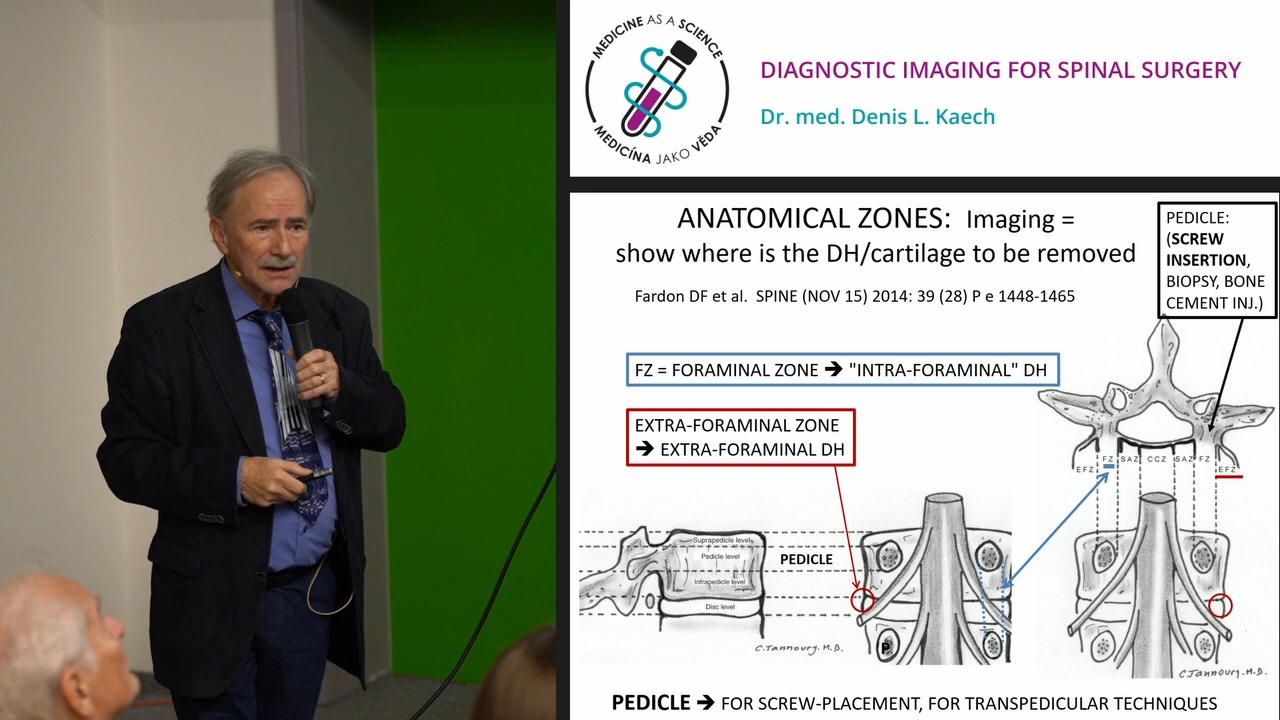 MEDICINE AS A SCIENCE
MEDICÍNA JAKO VĚDA
DIAGNOSTIC IMAGING FOR SPINAL SURGERY
Dr. med. Denis L. Kaech
ANATOMICAL ZONES: Imaging =
show where is the DH/cartilage to be removed
Fardon DF et al. SPINE (NOV 15) 2014: 39 (28) P e 1448-1465
PEDICLE:
(SCREW
INSERTION,
BIOPSY, BONE
CEMENT INJ.)
FZ = FORAMINAL ZONE ➔ "INTRA-FORAMINAL" DH
EXTRA-FORAMINAL ZONE
➔ EXTRA-FORAMINAL DH
EFZ FZ SAZ CCZ SAZ FZ EFZ
Suprapedicle level
Pedicle level
Infrapedicle level
Disc level
PEDICLE
P
C.Tannoury. M.D.
C.Tannoury. M.D.
PEDICLE ➔ FOR SCREW-PLACEMENT, FOR TRANSPEDICULAR TECHNIQUES